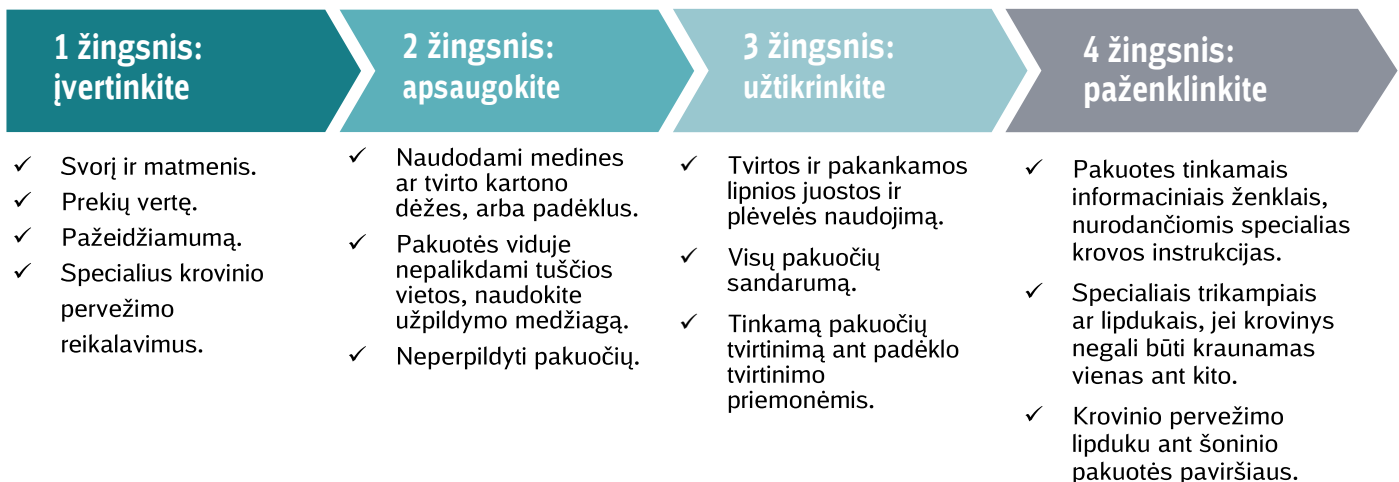 1 žingsnis:
įvertinkite
✓ Svorį ir matmenis.
✓ Prekių vertę.
✓ Pažeidžiamumą.
✓ Specialius krovinio
pervežimo
reikalavimus.
2 žingsnis:
apsaugokite
✓ Naudodami medines
ar tvirto kartono
dėžes, arba padėklus.
✓ Pakuotės viduje
nepalikdami tuščios
vietos, naudokite
užpildymo medžiagą.
✓ Neperpildyti pakuočių.
3 žingsnis:
užtikrinkite
✓ Tvirtos ir pakankamos
lipnios juostos ir
plėvelės naudojimą.
✓ Visų pakuočių
sandarumą.
✓ Tinkamą pakuočių
tvirtinimą ant padėklo
tvirtinimo
priemonėmis.
4 žingsnis:
paženklinkite
✓ Pakuotes tinkamais
informaciniais ženklais,
nurodančiomis specialias
krovos instrukcijas.
✓ Specialiais trikampiais
ar lipdukais, jei krovinys
negali būti kraunamas
vienas ant kito.
✓ Krovinio pervežimo
lipduku ant šoninio
pakuotės paviršiaus.